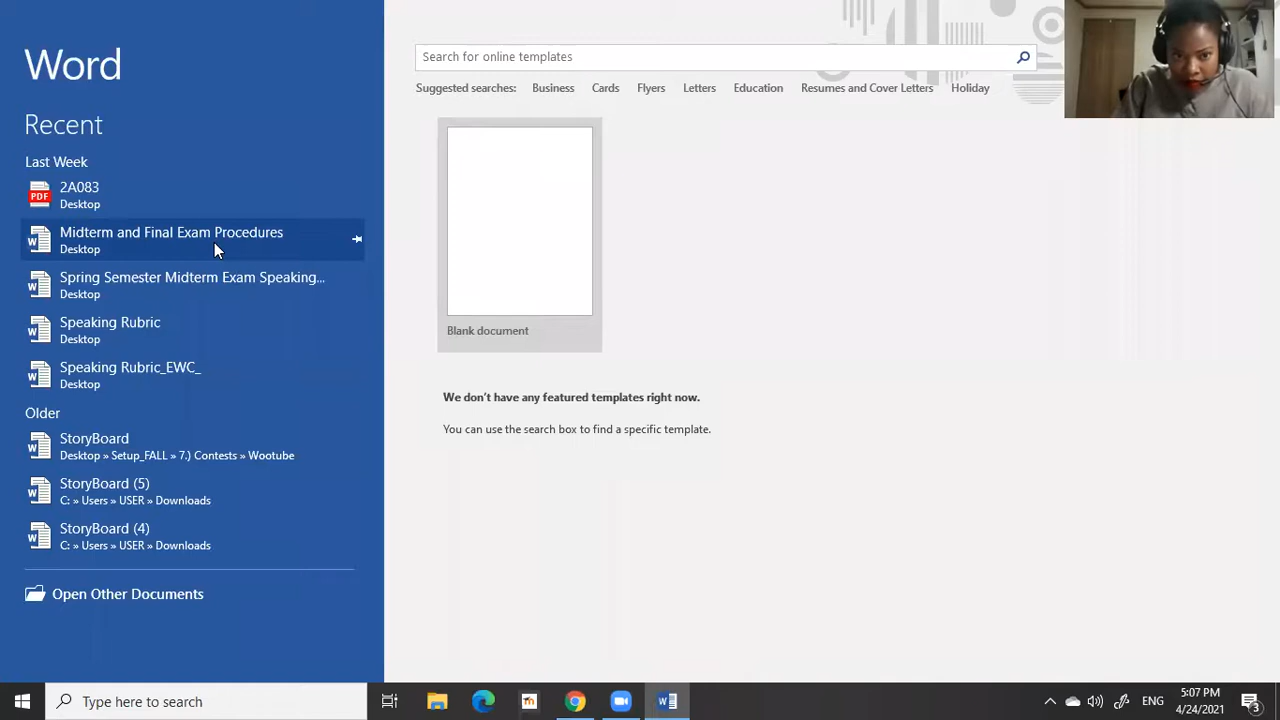 Word
Recent
Last Week
PDF
2A083
Desktop
Midterm and Final Exam Procedures
Desktop
Spring Semester Midterm Exam Speaking...
Desktop
Speaking Rubric
Desktop
Speaking Rubric_EWC_
Desktop
Older
StoryBoard
Desktop » Setup_FALL » 7.) Contests » Wootube
StoryBoard (5)
C: » Users » USER » Downloads
StoryBoard (4)
C: » Users » USER » Downloads
Open Other Documents
Search for online templates
Suggested searches: Business Cards Flyers Letters Education Resumes and Cover Letters Holiday
Blank document
We don't have any featured templates right now.
You can use the search box to find a specific template.
Type here to search
ENG
5:07 PM
4/24/2021
3